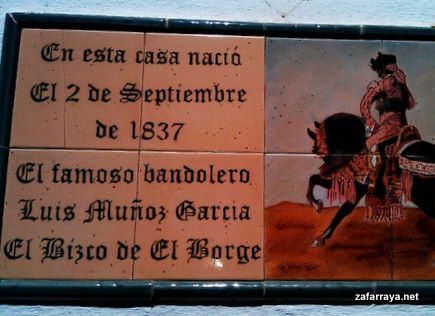 En esta casa nació
El 2 de Septiembre
de 1837
El famoso bandolero
Luis Muñoz Garcia
El Bizco de El Borge
zafarraya.net